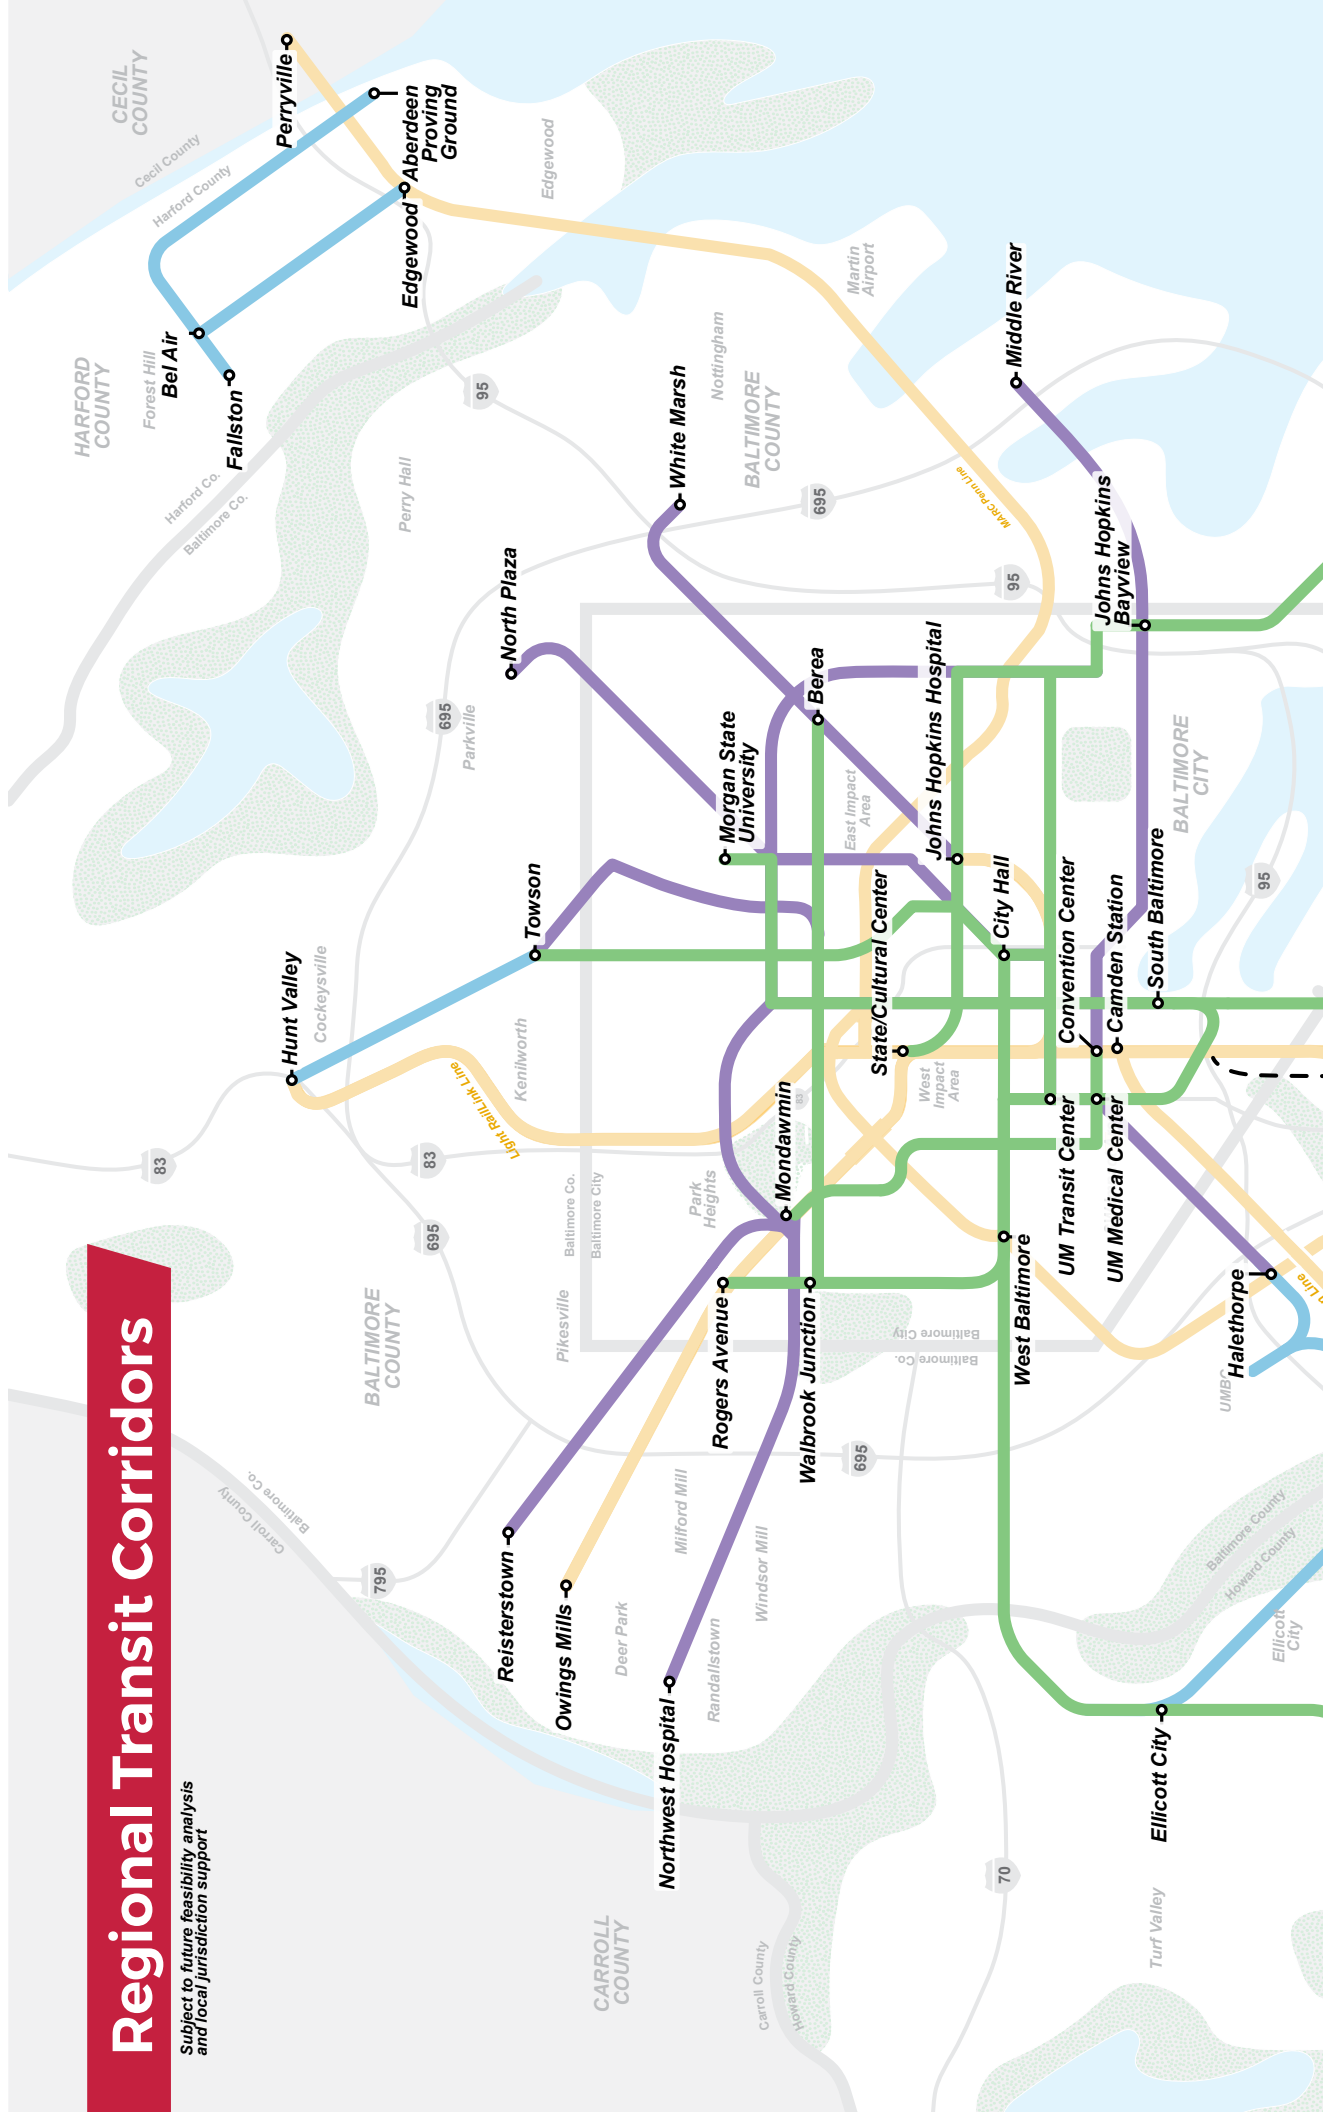 Regional Transit Corridors
Subject to future feasibility analysis
and local jurisdiction support
CECIL
COUNTY
Cecil County
Harford County
Perryville
Aberdeen
Proving
Ground
Edgewood
Edgewood
HARFORD
COUNTY
Forest Hill
Bel Air
Fallston
Harford Co.
Baltimore Co.
95
Perry Hall
Nottingham
Martin
Airport
Middle River
White Marsh
BALTIMORE
COUNTY
695
MARC Penn Line
95
North Plaza
Johns Hopkins
Bayview
695
Parkville
Berea
Morgan State
University
Johns Hopkins Hospital
East Impact
Area
BALTIMORE
CITY
Towson
State/Cultural Center
City Hall
Convention Center
Camden Station
South Baltimore
95
Hunt Valley
Cockeysville
Kenilworth
Light RailLink Line
83
83
83
West
Impact
Area
Mondawmin
Park
Heights
UM Transit Center
UM Medical Center
695
Baltimore Co.
Baltimore City
Baltimore City
Baltimore Co.
West Baltimore
Halethorpe
UMBC
n Line
BALTIMORE
COUNTY
Pikesville
Rogers Avenue
Walbrook Junction
695
Milford Mill
Windsor Mill
Baltimore Co.
Carroll County
795
Reisterstown
Owings Mills
Deer Park
Northwest Hospital
Randallstown
Baltimore County
Howard County
Ellicott
City
Ellicott City
70
Turf Valley
CARROLL
COUNTY
Carroll County
Howard County